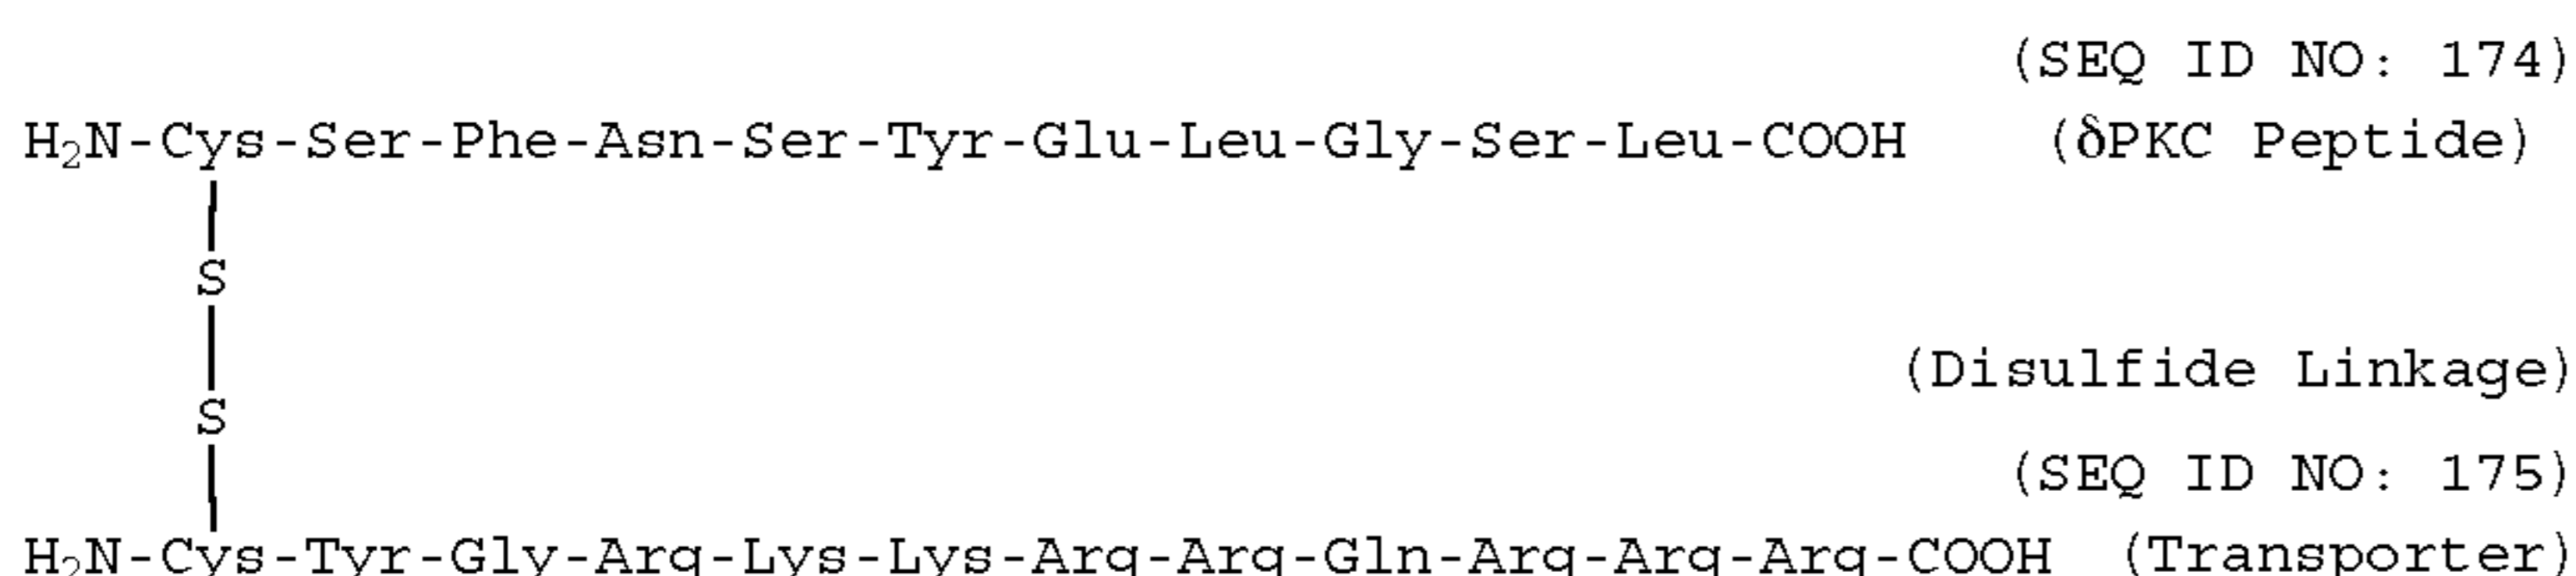 (SEQ ID NO: 174)
H₂N-Cys-Ser-Phe-Asn-Ser-Tyr-Glu-Leu-Gly-Ser-Leu-COOH (δPKC Peptide)
S
(Disulfide Linkage)
S
(SEQ ID NO: 175)
H₂N-Cys-Tyr-Gly-Arg-Lys-Lys-Arg-Arg-Gln-Arg-Arg-Arg-COOH (Transporter)